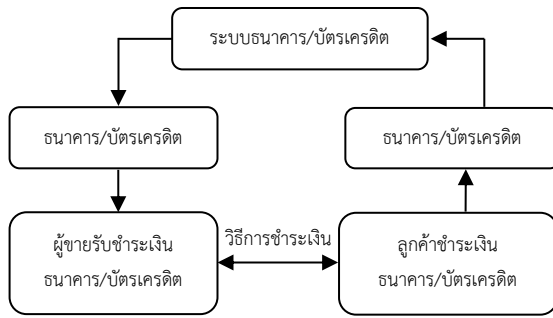 ระบบธนาคาร/บัตรเครดิต
ธนาคาร/บัตรเครดิต
ธนาคาร/บัตรเครดิต
ผู้ขายรับชำระเงิน
ธนาคาร/บัตรเครดิต
วิธีการชำระเงิน
ลูกค้าชำระเงิน
ธนาคาร/บัตรเครดิต